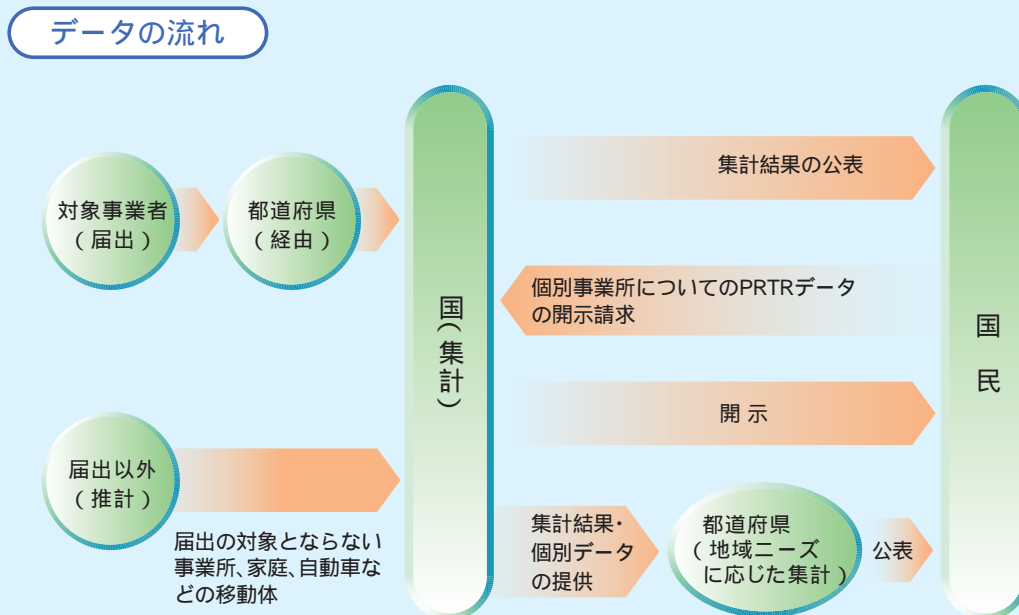 データの流れ
対象事業者
(届出)
都道府県
(経由)
国(集計)
集計結果の公表
個別事業所についてのPRTRデータ
の開示請求
開 示
国 民
届出以外
(推計)
届出の対象とならない
事業所、家庭、自動車な
どの移動体
集計結果・
個別データ
の提供
都道府県
(地域ニーズ
に応じた集計)
公表